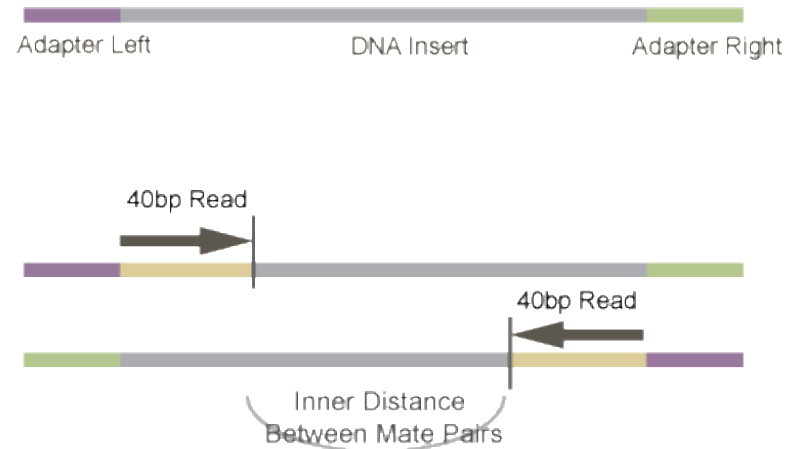 Adapter Left DNA Insert Adapter Right
40bp Read
40bp Read
Inner Distance
Between Mate Pairs